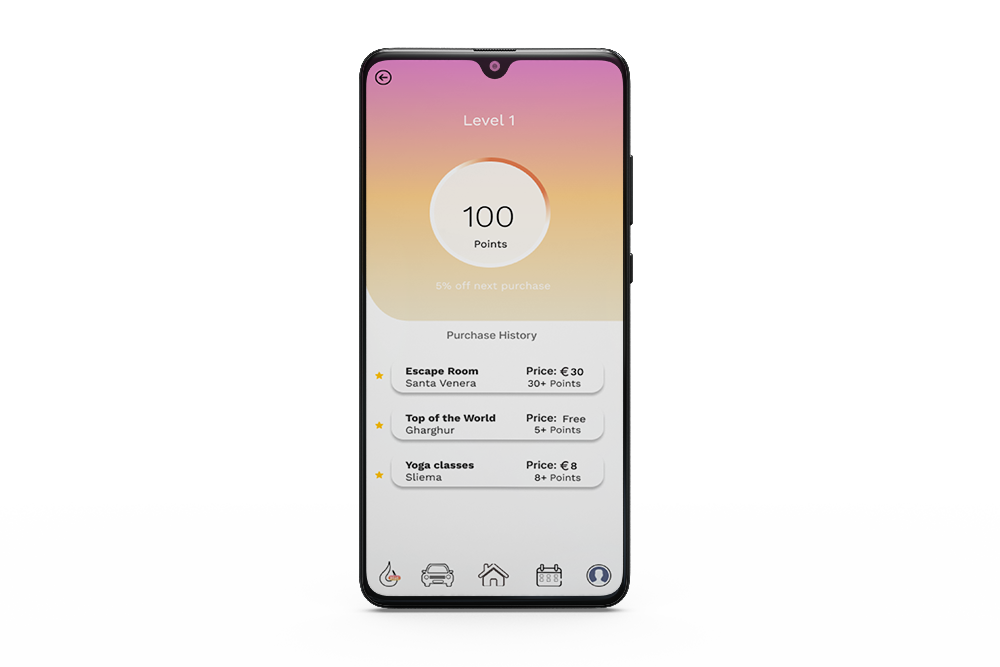 Level 1
100
Points
5% off next purchase
Purchase History
Escape Room Price: €30
Santa Venera 30+ Points
Top of the World Price: Free
Gharghur 5+ Points
Yoga classes Price: €8
Sliema 8+ Points